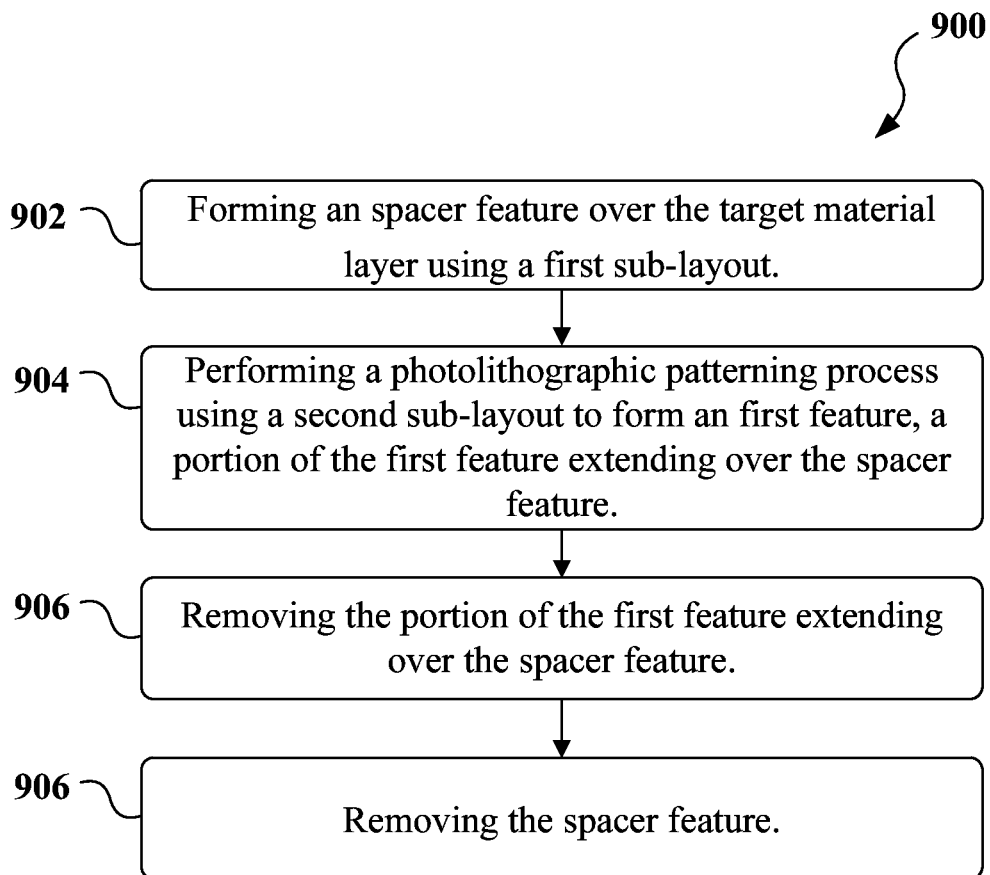 900
902
Forming an spacer feature over the target material
layer using a first sub-layout.
904
Performing a photolithographic patterning process
using a second sub-layout to form an first feature, a
portion of the first feature extending over the spacer
feature.
906
Removing the portion of the first feature extending
over the spacer feature.
906
Removing the spacer feature.